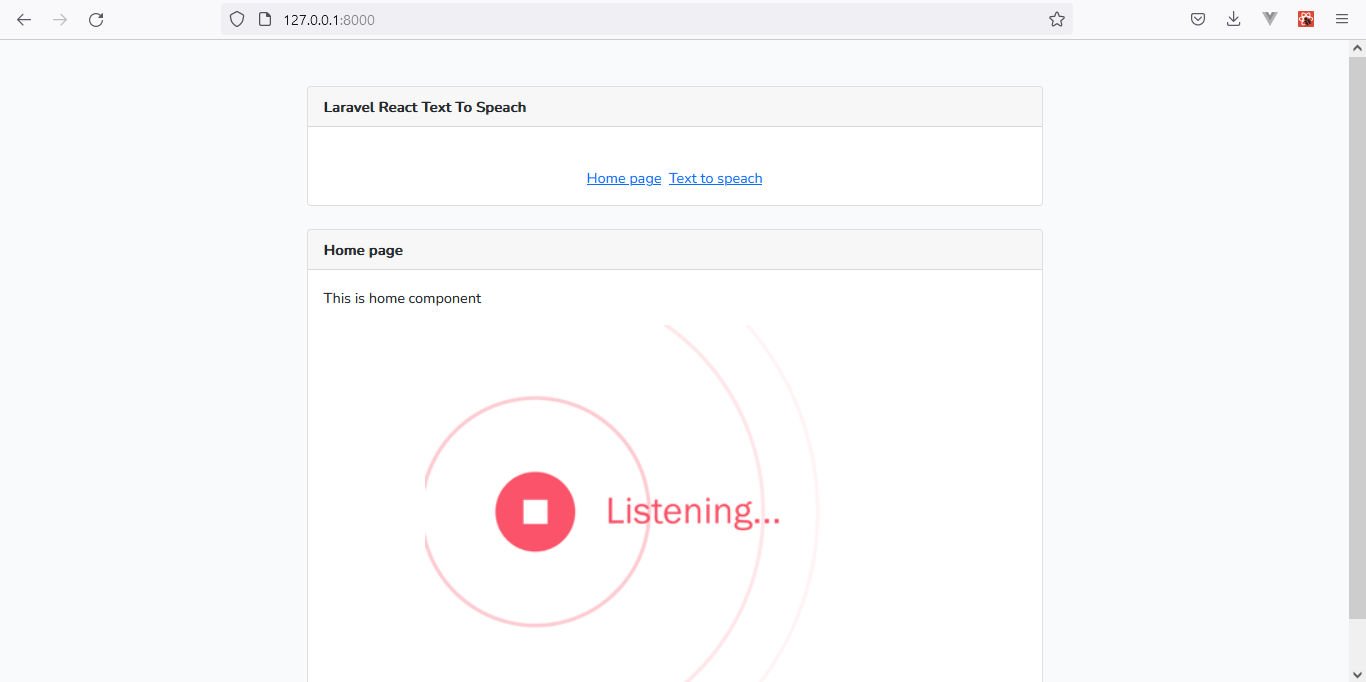 127.0.0.1:8000
Laravel React Text To Speach
Home page Text to speach
Home page
This is home component
Listening...